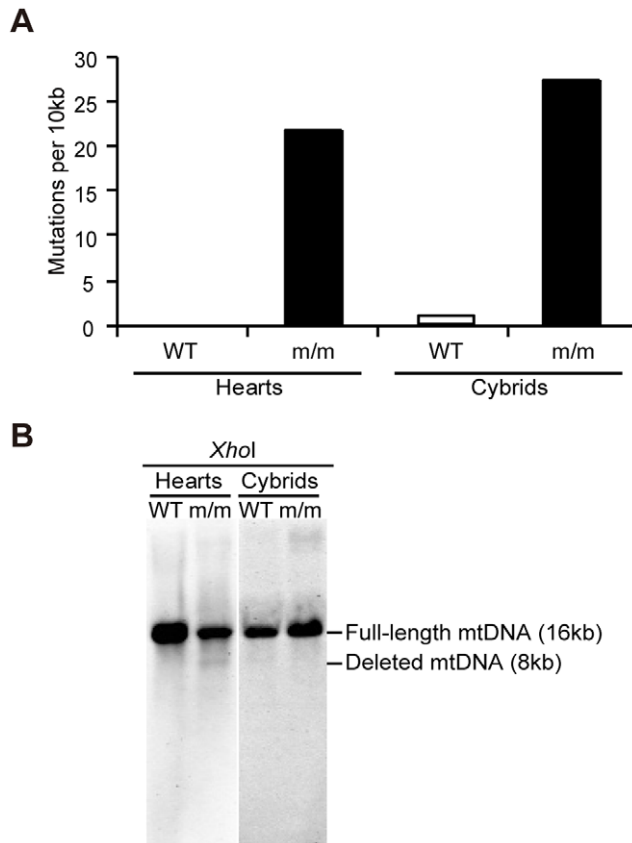 A
Mutations per 10kb
30
25
20
15
10
5
0
WT m/m WT m/m
Hearts Cybrids
B
XhoI
Hearts Cybrids
WT m/m WT m/m
Full-length mtDNA (16kb)
Deleted mtDNA (8kb)